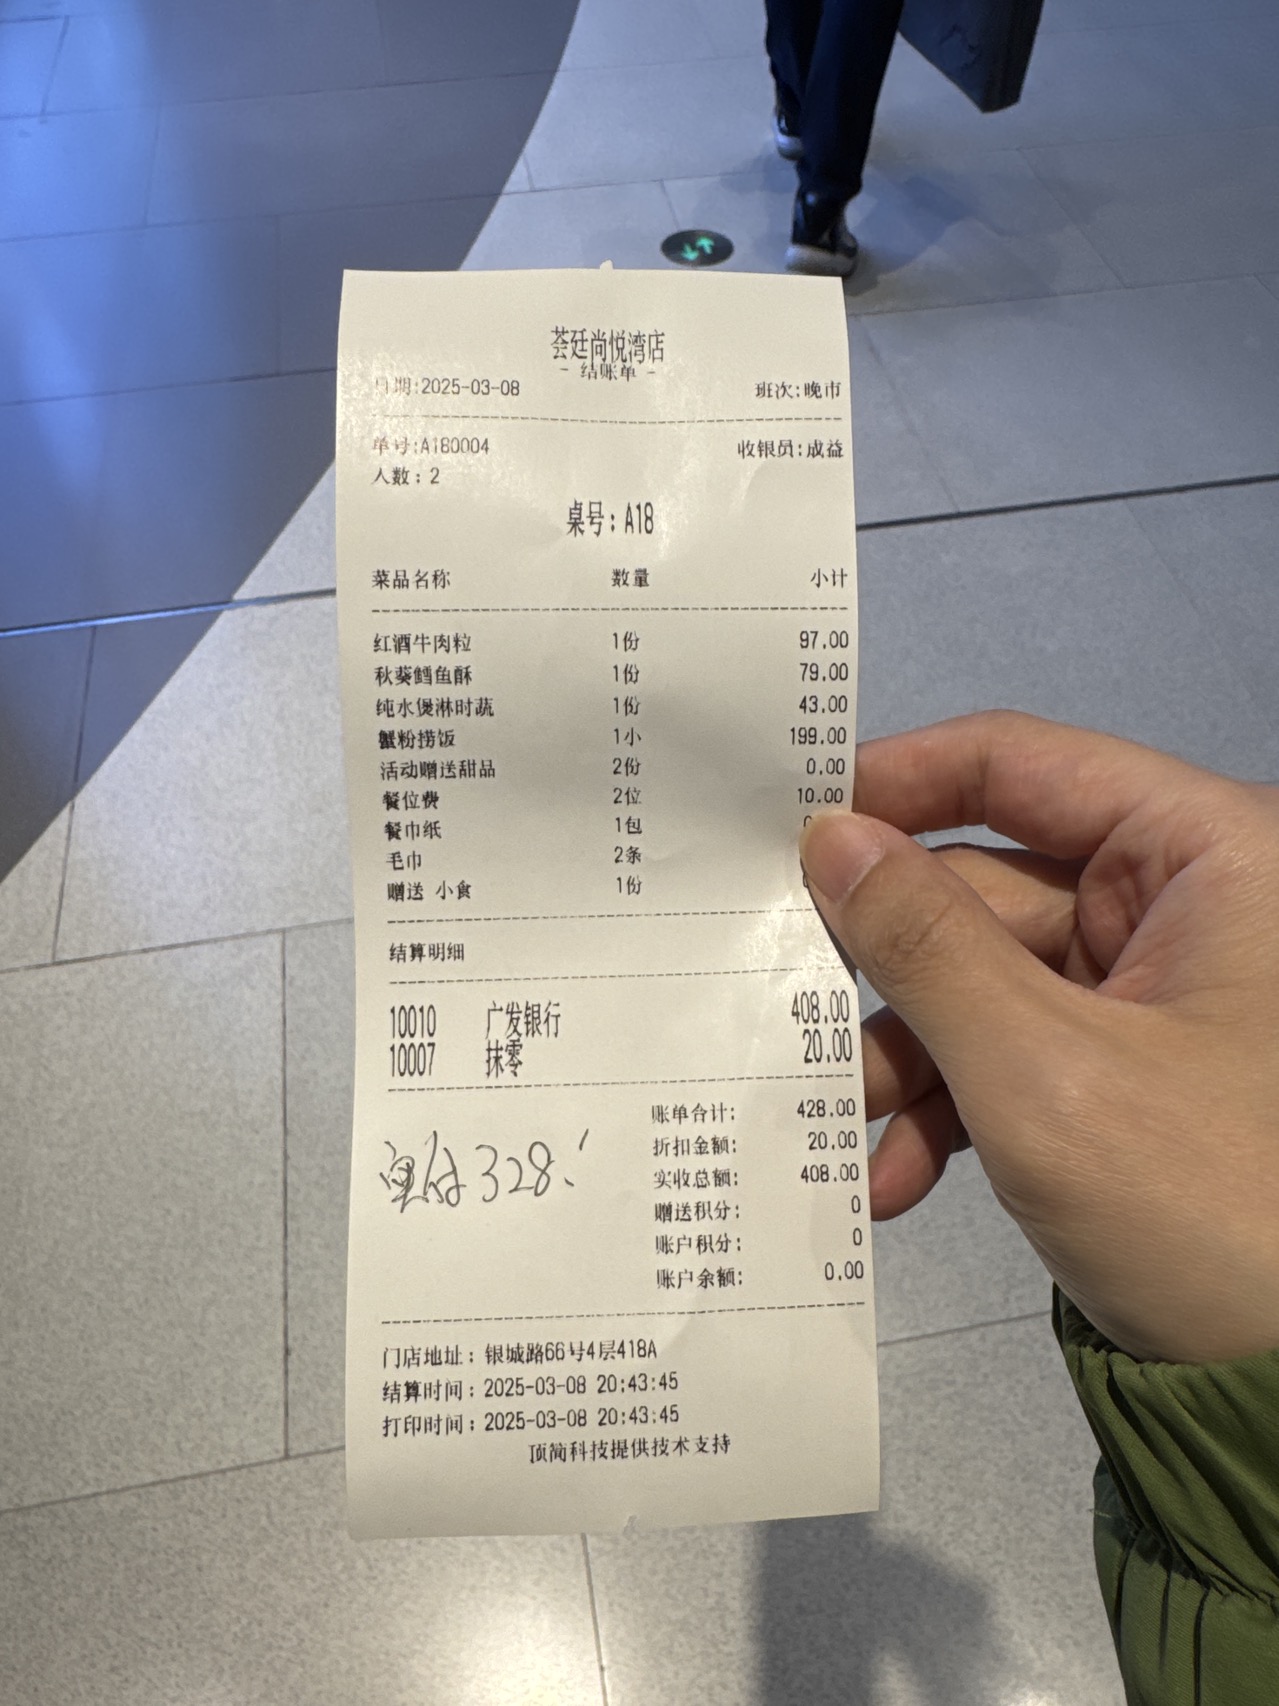 荟廷尚悦湾店
- 结账单 -
日期:2025-03-08 班次:晚市
单号:A180004 收银员:成益
人数:2
桌号:A18
菜品名称 数量 小计
红酒牛肉粒 1份 97.00
秋葵鳕鱼酥 1份 79.00
纯水煲淋时蔬 1份 43.00
蟹粉捞饭 1小 199.00
活动赠送甜品 2份 0.00
餐位费 2位 10.00
餐巾纸 1包
毛巾 2条
赠送 小食 1份
结算明细
10010 广发银行 408.00
10007 抹零 20.00
账单合计: 428.00
折扣金额: 20.00
实收总额: 408.00
赠送积分: 0
账户积分: 0
账户余额: 0.00
实付 328.
门店地址:银城路66号4层418A
结算时间:2025-03-08 20:43:45
打印时间:2025-03-08 20:43:45
顶简科技提供技术支持